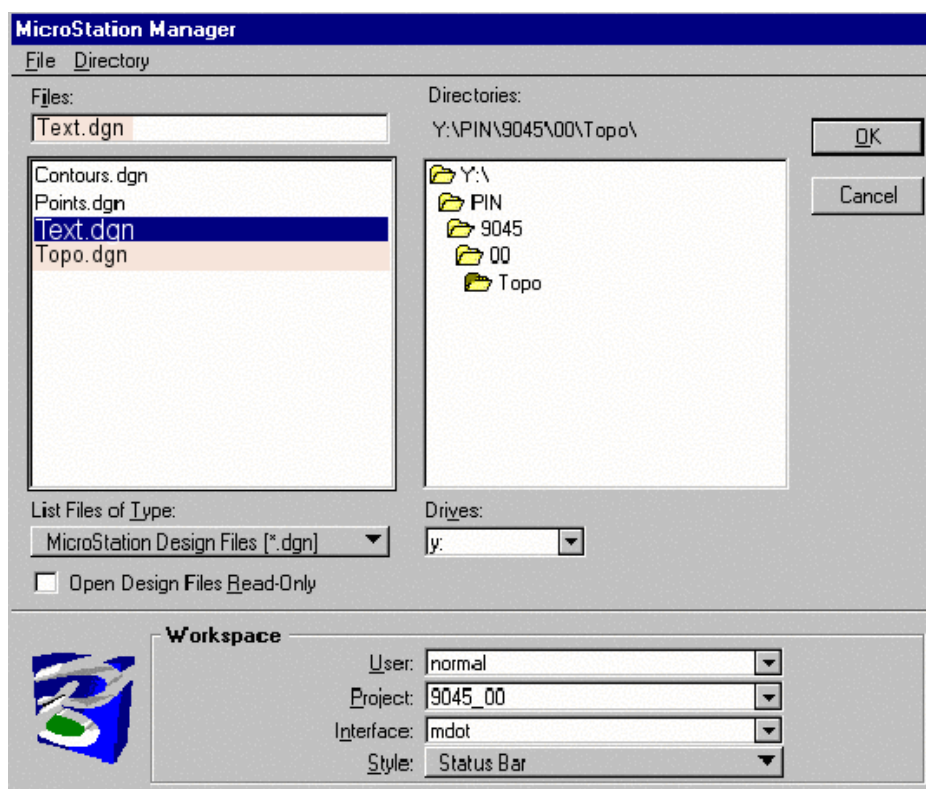 MicroStation Manager
File Directory
Files:
Text.dgn
Contours.dgn
Points.dgn
Text.dgn
Topo.dgn
List Files of Type:
MicroStation Design Files [*.dgn]
Open Design Files Read-Only
Directories:
Y:\PIN\9045\00\Topo\
Y:\
PIN
9045
00
Topo
Drives:
y:
OK
Cancel
Workspace
User: normal
Project: 9045_00
Interface: mdot
Style: Status Bar